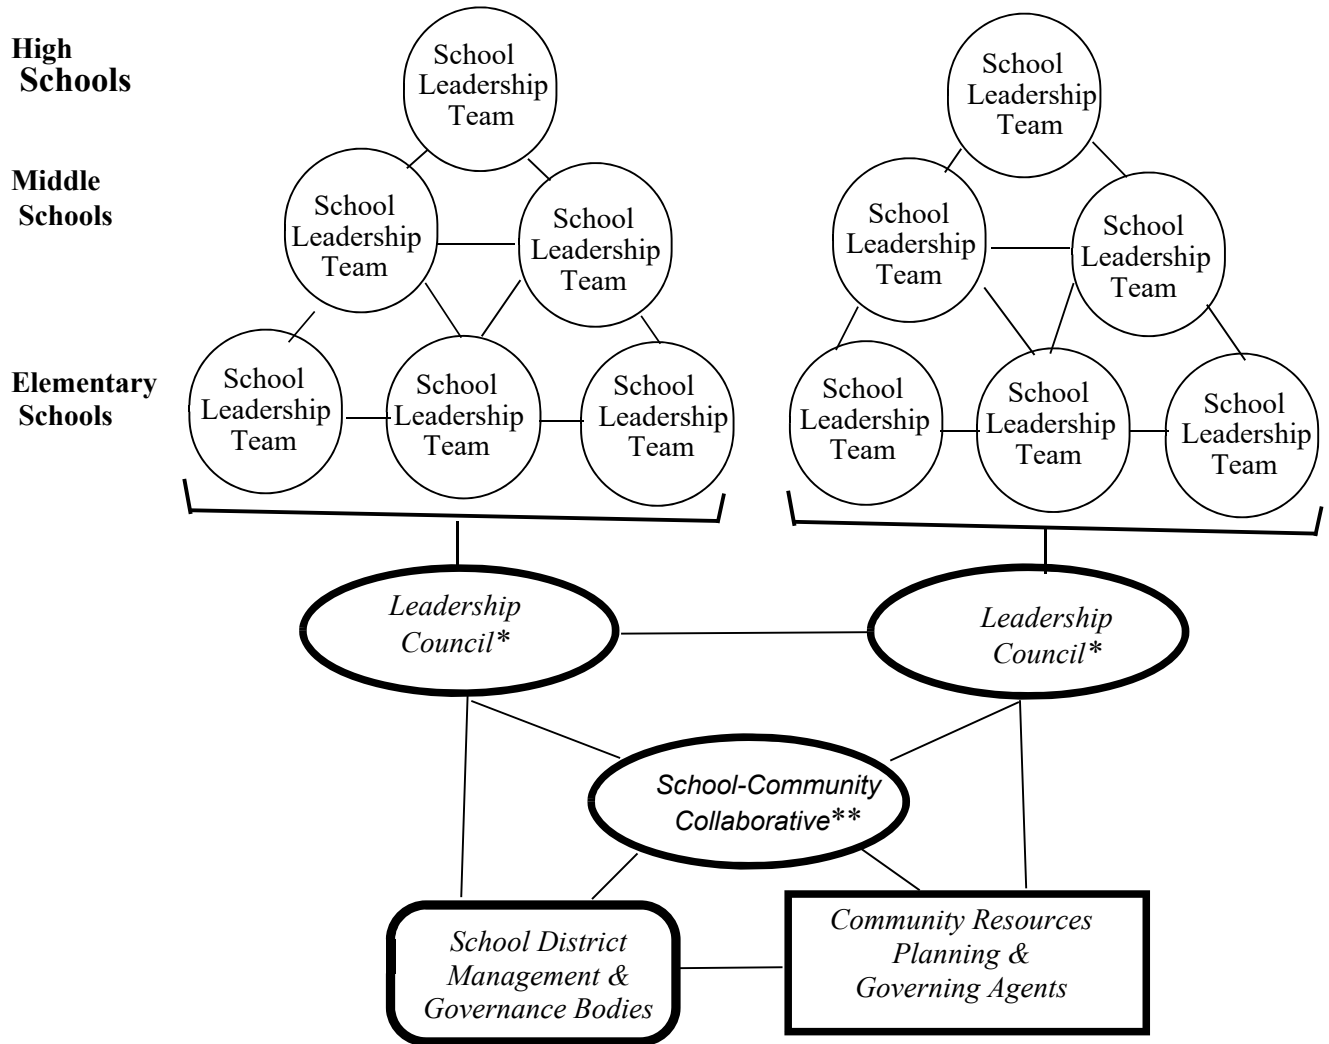 High
Schools
School
Leadership
Team
School
Leadership
Team
Middle
Schools
School
Leadership
Team
School
Leadership
Team
School
Leadership
Team
School
Leadership
Team
Elementary
Schools
School
Leadership
Team
School
Leadership
Team
School
Leadership
Team
School
Leadership
Team
School
Leadership
Team
School
Leadership
Team
Leadership
Council*
Leadership
Council*
School-Community
Collaborative**
School District
Management &
Governance Bodies
Community Resources
Planning &
Governing Agents